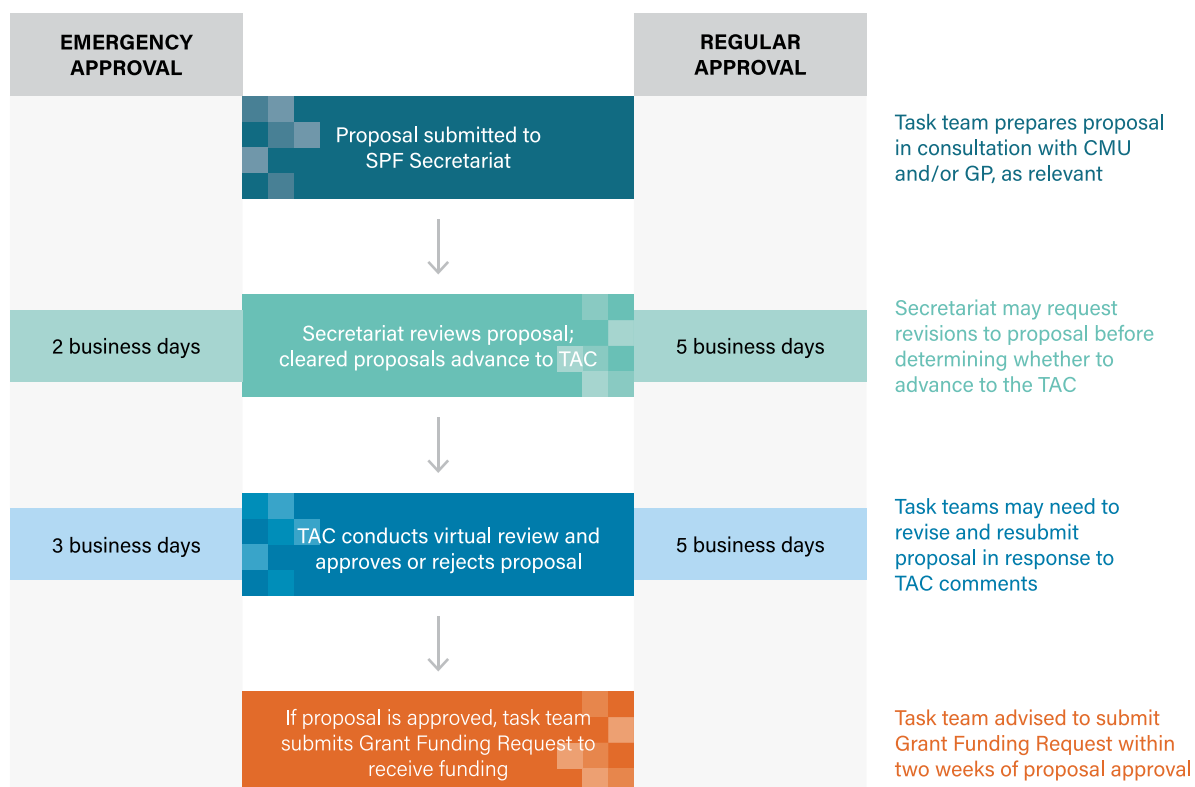 EMERGENCY
APPROVAL
REGULAR
APPROVAL
Proposal submitted to
SPF Secretariat
Task team prepares proposal
in consultation with CMU
and/or GP, as relevant
2 business days
Secretariat reviews proposal;
cleared proposals advance to TAC
5 business days
Secretariat may request
revisions to proposal before
determining whether to
advance to the TAC
3 business days
TAC conducts virtual review and
approves or rejects proposal
5 business days
Task teams may need to
revise and resubmit
proposal in response to
TAC comments
If proposal is approved, task team
submits Grant Funding Request to
receive funding
Task team advised to submit
Grant Funding Request within
two weeks of proposal approval